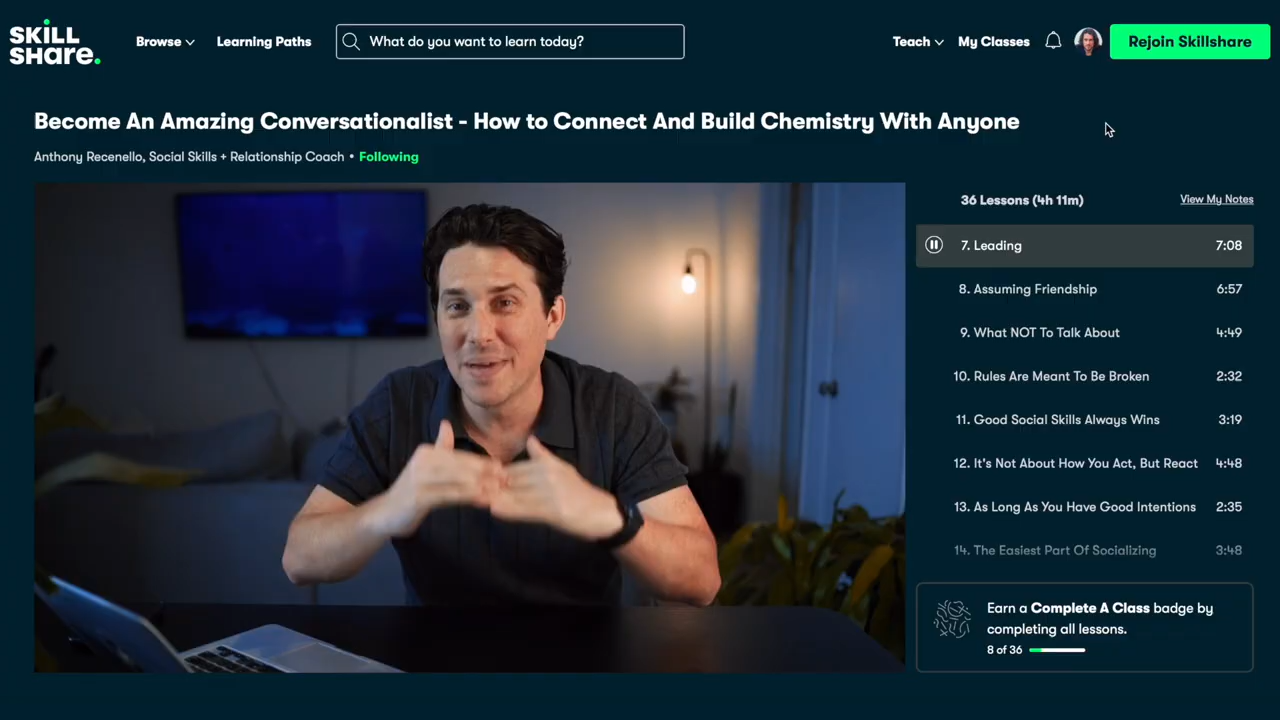 SKILL
SHARE.
Browse
Learning Paths
What do you want to learn today?
Teach
My Classes
Rejoin Skillshare
Become An Amazing Conversationalist - How to Connect And Build Chemistry With Anyone
Anthony Recenello, Social Skills + Relationship Coach • Following
36 Lessons (4h 11m)
View My Notes
7. Leading 7:08
8. Assuming Friendship 6:57
9. What NOT To Talk About 4:49
10. Rules Are Meant To Be Broken 2:32
11. Good Social Skills Always Wins 3:19
12. It's Not About How You Act, But React 4:48
13. As Long As You Have Good Intentions 2:35
14. The Easiest Part Of Socializing 3:48
Earn a Complete A Class badge by
completing all lessons.
8 of 36